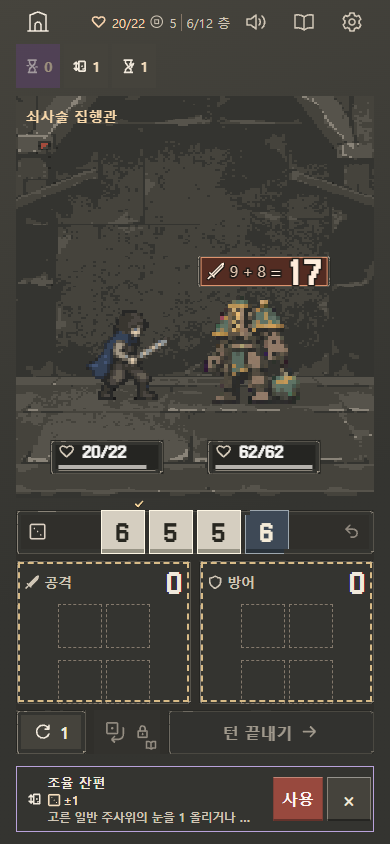 20/22 5 6/12 층
0 1 1
쇠사슬 집행관
9 + 8 = 17
20/22 62/62
6 5 5 6
공격 0 방어 0
1 턴 끝내기 →
조율 잔편
±1
고른 일반 주사위의 눈을 1 올리거나 ...
사용 ×